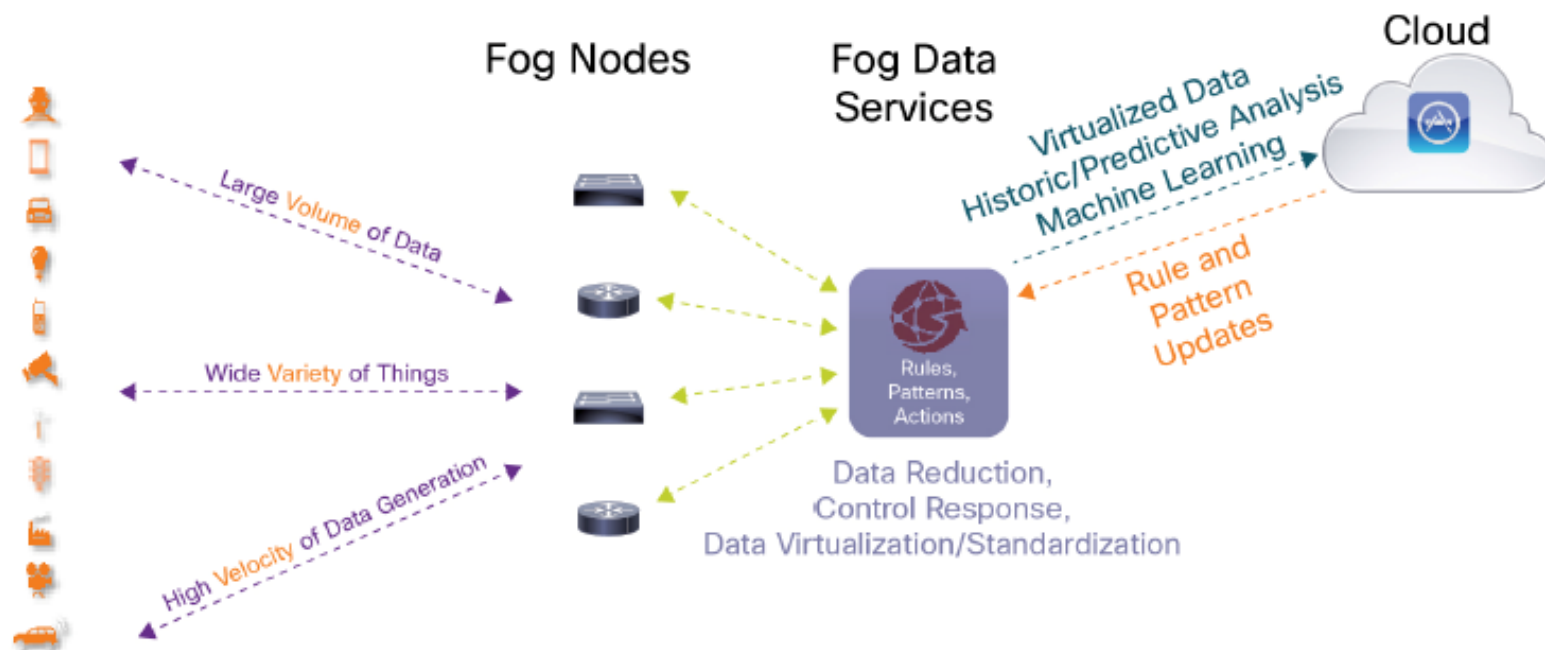 Fog Nodes
Fog Data
Services
Cloud
Large Volume of Data
Wide Variety of Things
High Velocity of Data Generation
Virtualized Data
Historic/Predictive Analysis
Machine Learning
Rule and
Pattern
Updates
Rules,
Patterns,
Actions
Data Reduction,
Control Response,
Data Virtualization/Standardization